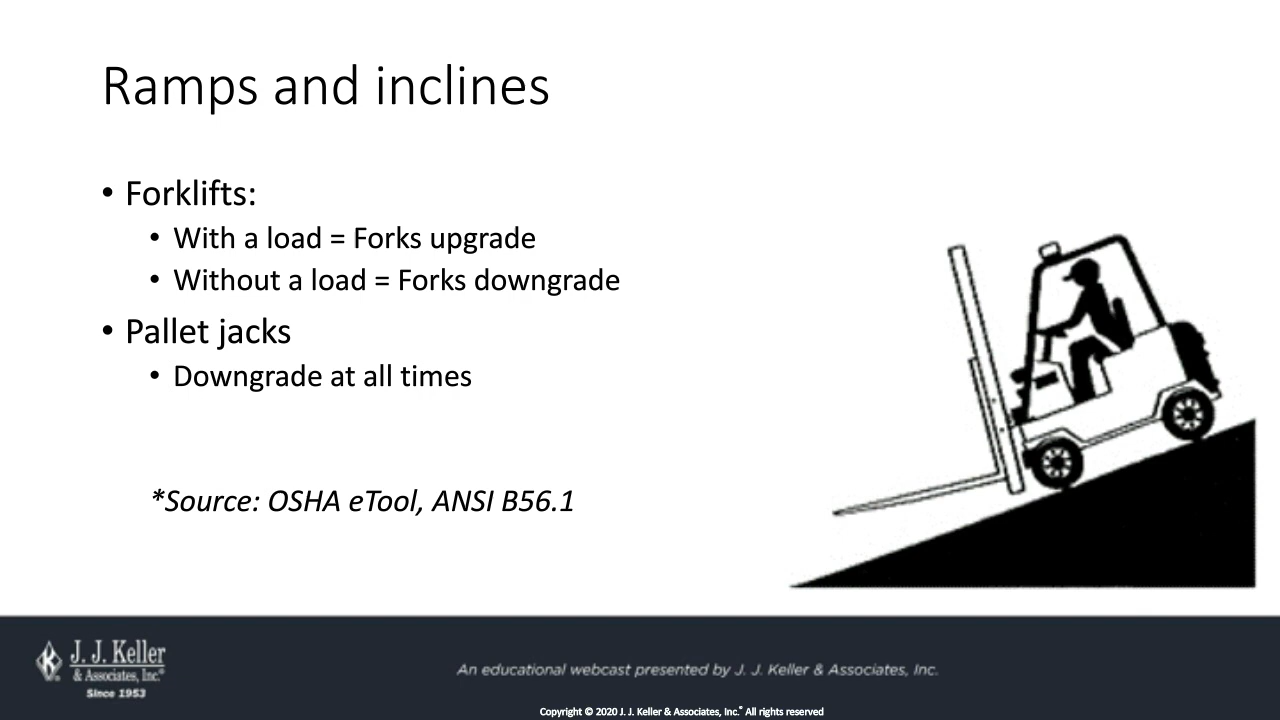 Ramps and inclines
• Forklifts:
• With a load = Forks upgrade
• Without a load = Forks downgrade
• Pallet jacks
• Downgrade at all times
*Source: OSHA eTool, ANSI B56.1
J. J. Keller
& Associates, Inc.®
Since 1953
An educational webcast presented by J. J. Keller & Associates, Inc.
Copyright © 2020 J. J. Keller & Associates, Inc.® All rights reserved